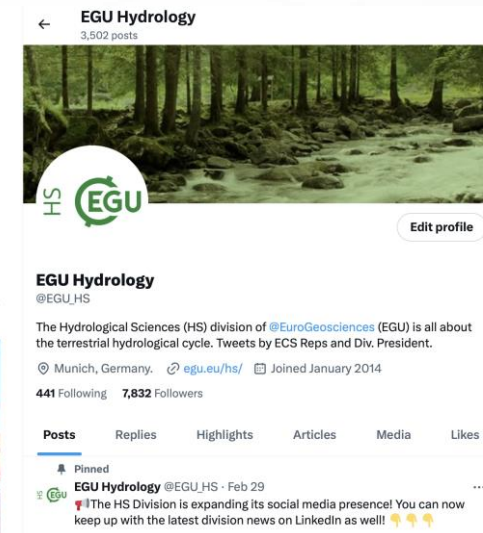 EGU Hydrology
3,502 posts
HS EGU
Edit profile
EGU Hydrology
@EGU_HS
The Hydrological Sciences (HS) division of @EuroGeosciences (EGU) is all about
the terrestrial hydrological cycle. Tweets by ECS Reps and Div. President.
Munich, Germany. egu.eu/hs/ Joined January 2014
441 Following 7,832 Followers
Posts Replies Highlights Articles Media Likes
Pinned
HS EGU EGU Hydrology @EGU_HS · Feb 29 ...
📢The HS Division is expanding its social media presence! You can now
keep up with the latest division news on LinkedIn as well! 👇👇👇